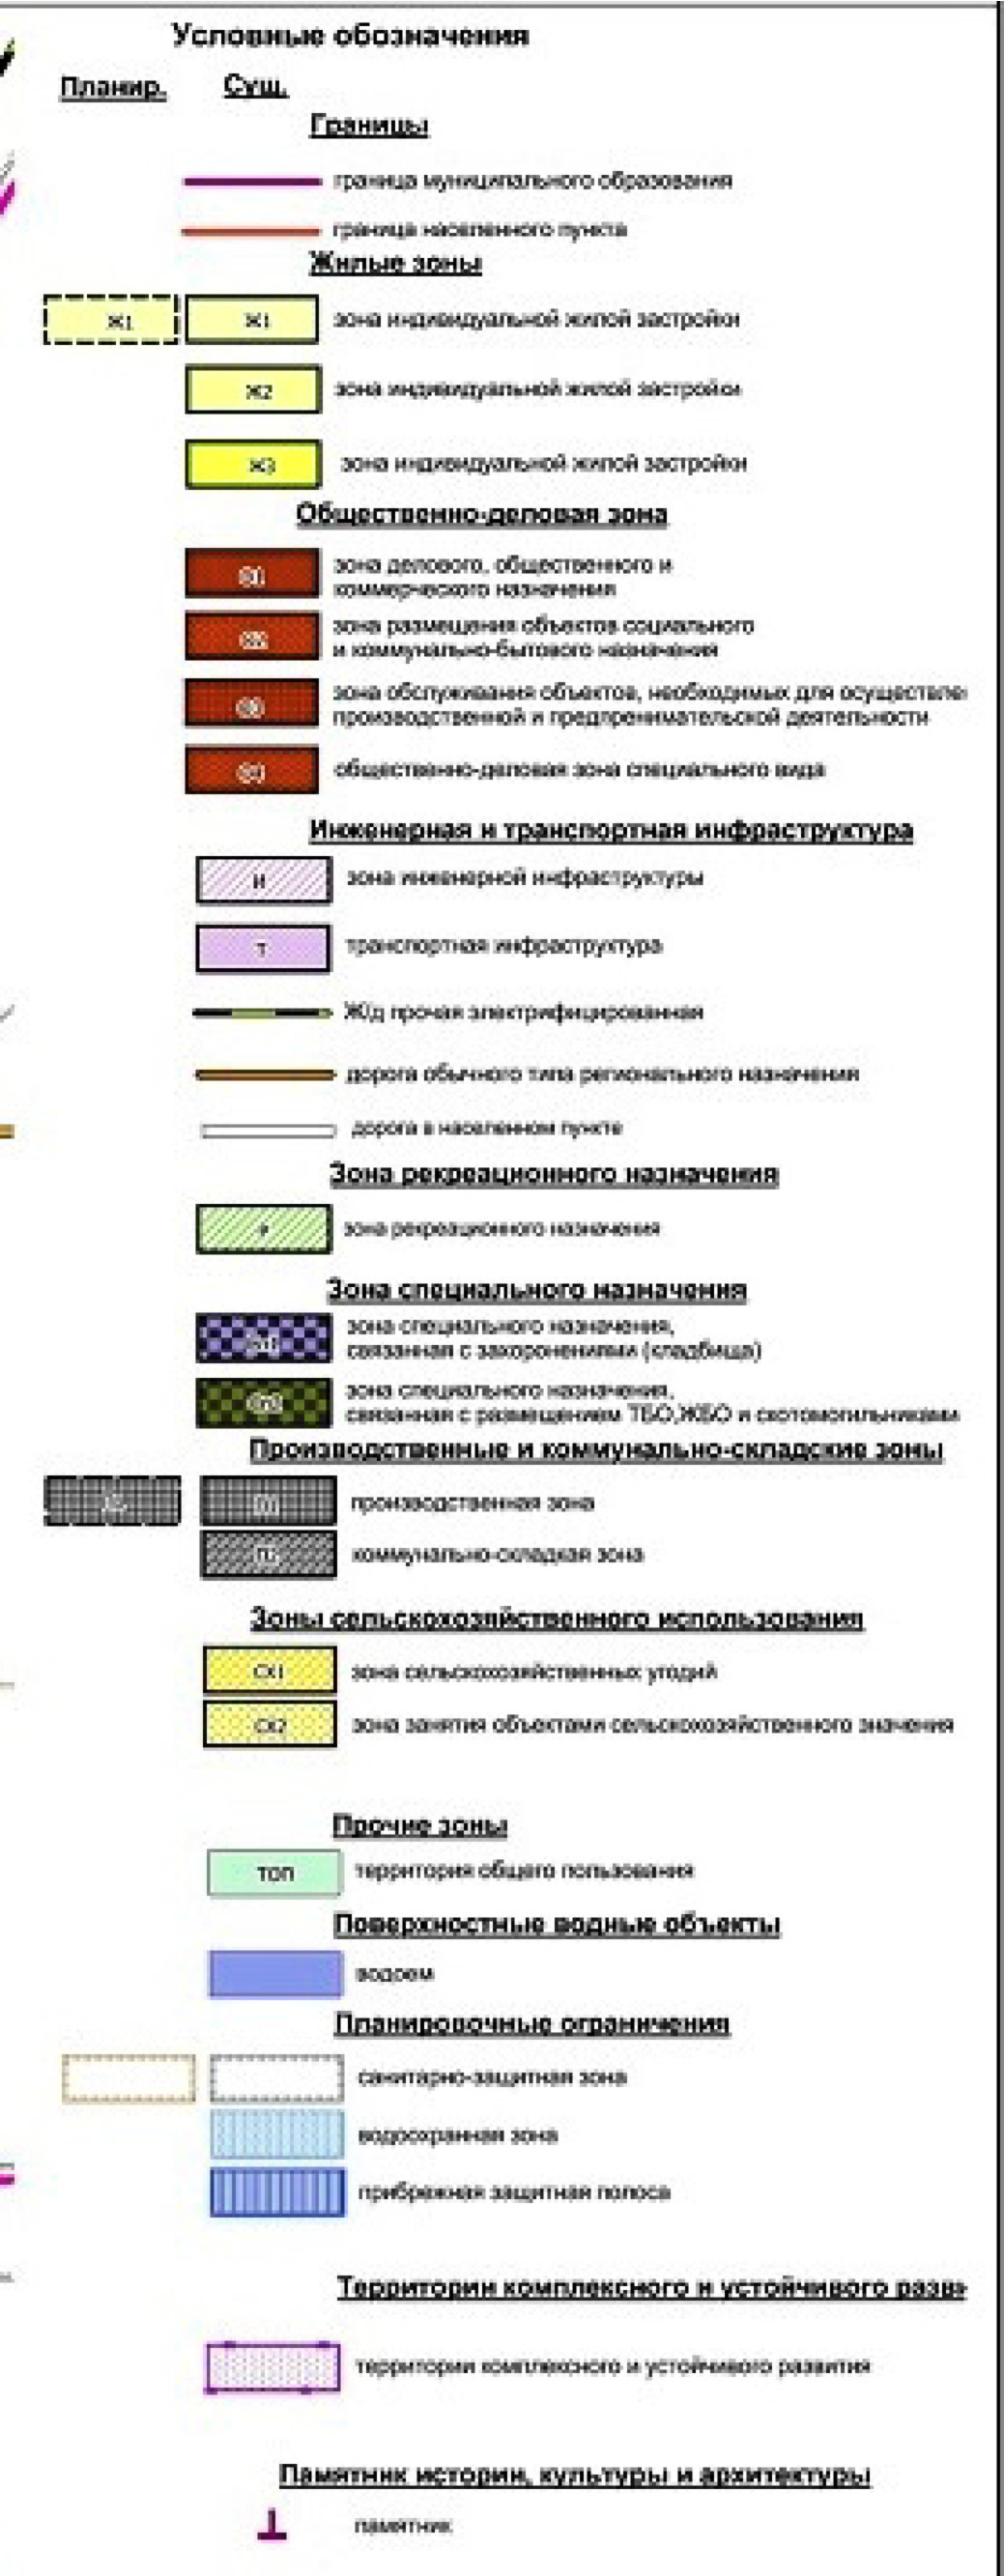 Условные обозначения
Планир. Сущ.
Границы
граница муниципального образования
граница населенного пункта
Жилые зоны
Ж1 Ж1 зона индивидуальной жилой застройки
Ж2 зона индивидуальной жилой застройки
Ж3 зона индивидуальной жилой застройки
Общественно-деловая зона
зона делового, общественного и
коммерческого назначения
зона размещения объектов социального
и коммунально-бытового назначения
зона обслуживания объектов, необходимых для осуществле
производственной и предпренимательской деятельности
общественно-деловая зона специального вида
Инженерная и транспортная инфраструктура
И зона инженерной инфраструктуры
Т транспортная инфраструктура
Ж/д прочая электрифицированная
дорога обычного типа регионального назначения
дорога в населенном пункте
Зона рекреационного назначения
Р зона рекреационного назначения
Зона специального назначения
зона специального назначения,
связанная с захоронениями (кладбища)
зона специального назначения,
связанная с размещением ТБО,ЖБО и скотомогильниками
Производственные и коммунально-складские зоны
производственная зона
П2 коммунально-складкая зона
Зоны сельскохозяйственного использования
СХ1 зона сельскохозяйственных угодий
СХ2 зона занятия объектами сельскохозяйственного значения
Прочие зоны
ТОП территория общего пользования
Поверхностные водные объекты
водоем
Планировочные ограничения
санитарно-защитная зона
водоохранная зона
прибрежная защитная полоса
Территории комплексного и устойчивого разви
территории комплексного и устойчивого развития
Памятник истории, культуры и архитектуры
памятник